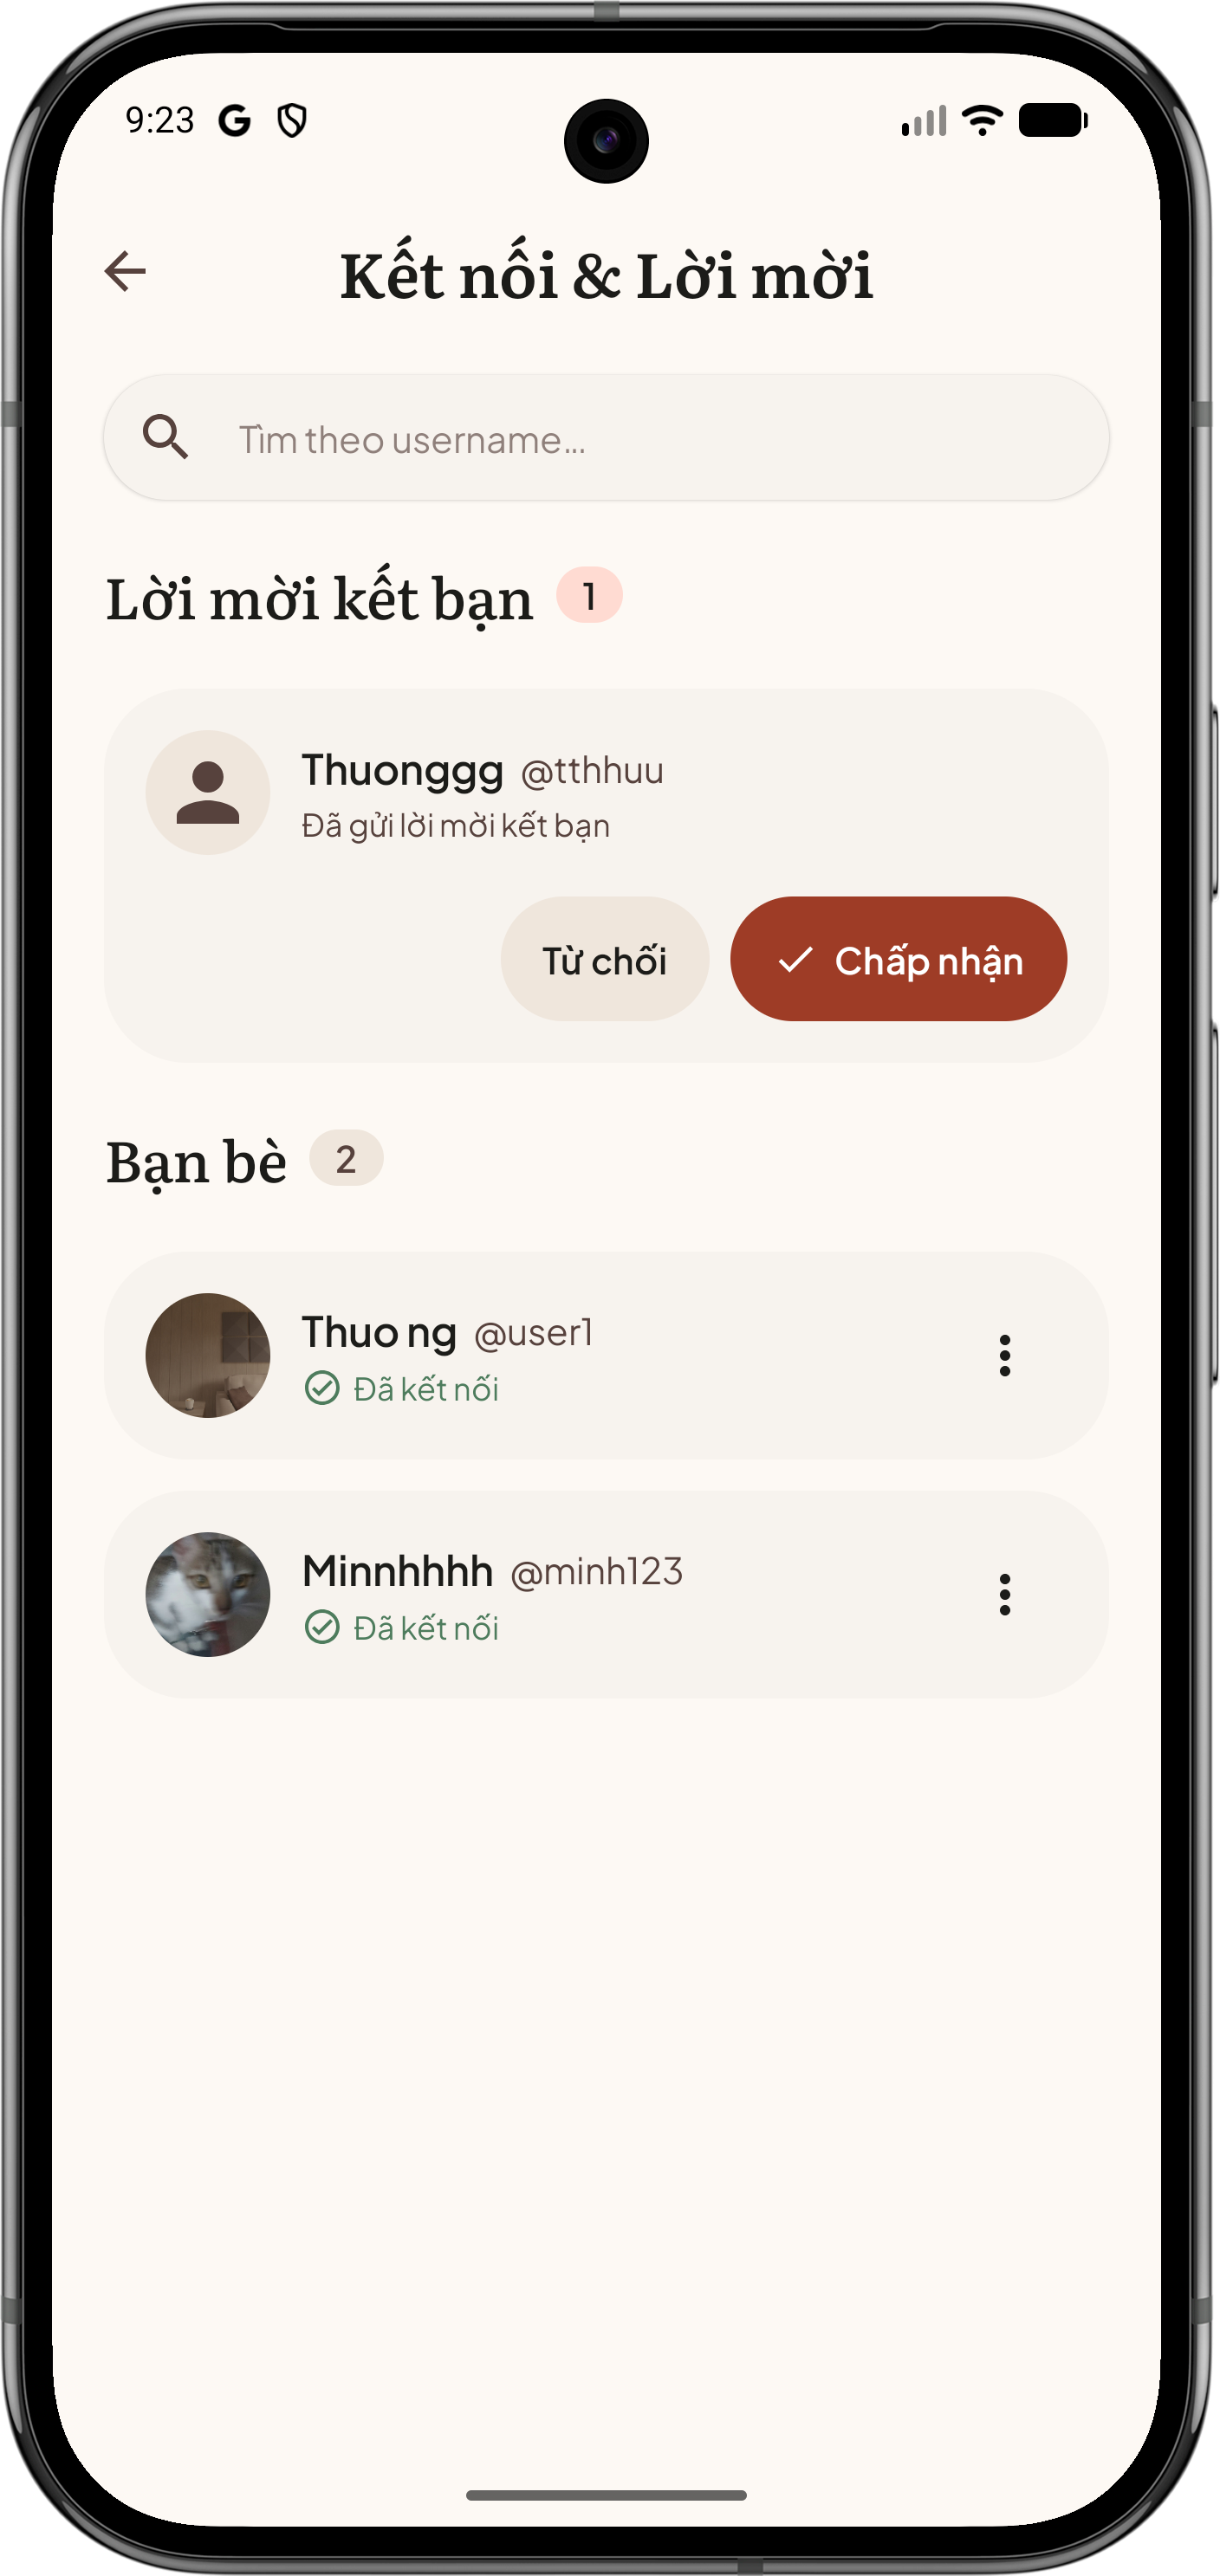 9:23
Kết nối & Lời mời
Tìm theo username...
Lời mời kết bạn 1
Thuonggg @tthhuu
Đã gửi lời mời kết bạn
Từ chối Chấp nhận
Bạn bè 2
Thuo ng @user1
Đã kết nối
Minnhhhh @minh123
Đã kết nối